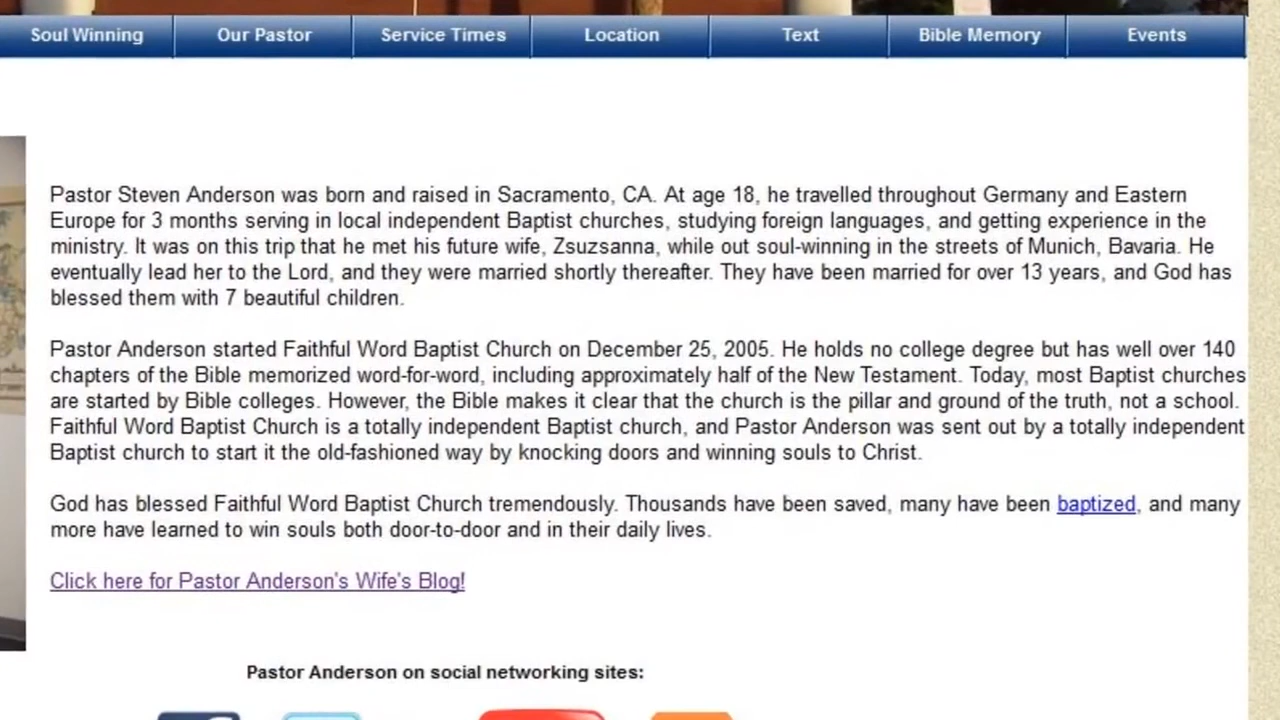 Soul Winning Our Pastor Service Times Location Text Bible Memory Events
Pastor Steven Anderson was born and raised in Sacramento, CA. At age 18, he travelled throughout Germany and Eastern
Europe for 3 months serving in local independent Baptist churches, studying foreign languages, and getting experience in the
ministry. It was on this trip that he met his future wife, Zsuzsanna, while out soul-winning in the streets of Munich, Bavaria. He
eventually lead her to the Lord, and they were married shortly thereafter. They have been married for over 13 years, and God has
blessed them with 7 beautiful children.
Pastor Anderson started Faithful Word Baptist Church on December 25, 2005. He holds no college degree but has well over 140
chapters of the Bible memorized word-for-word, including approximately half of the New Testament. Today, most Baptist churches
are started by Bible colleges. However, the Bible makes it clear that the church is the pillar and ground of the truth, not a school.
Faithful Word Baptist Church is a totally independent Baptist church, and Pastor Anderson was sent out by a totally independent
Baptist church to start it the old-fashioned way by knocking doors and winning souls to Christ.
God has blessed Faithful Word Baptist Church tremendously. Thousands have been saved, many have been baptized, and many
more have learned to win souls both door-to-door and in their daily lives.
Click here for Pastor Anderson's Wife's Blog!
Pastor Anderson on social networking sites: